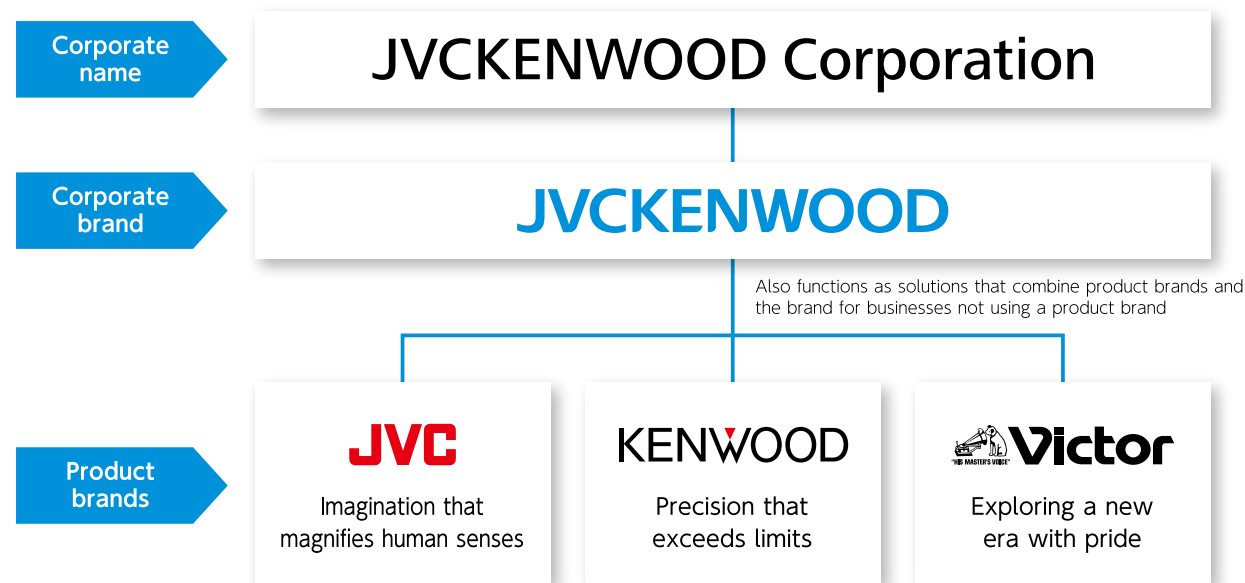 Corporate
name
JVCKENWOOD Corporation
Corporate
brand
JVCKENWOOD
Also functions as solutions that combine product brands and
the brand for businesses not using a product brand
Product
brands
JVC
Imagination that
magnifies human senses
KENWOOD
Precision that
exceeds limits
"HIS MASTER'S VOICE"
Victor
Exploring a new
era with pride